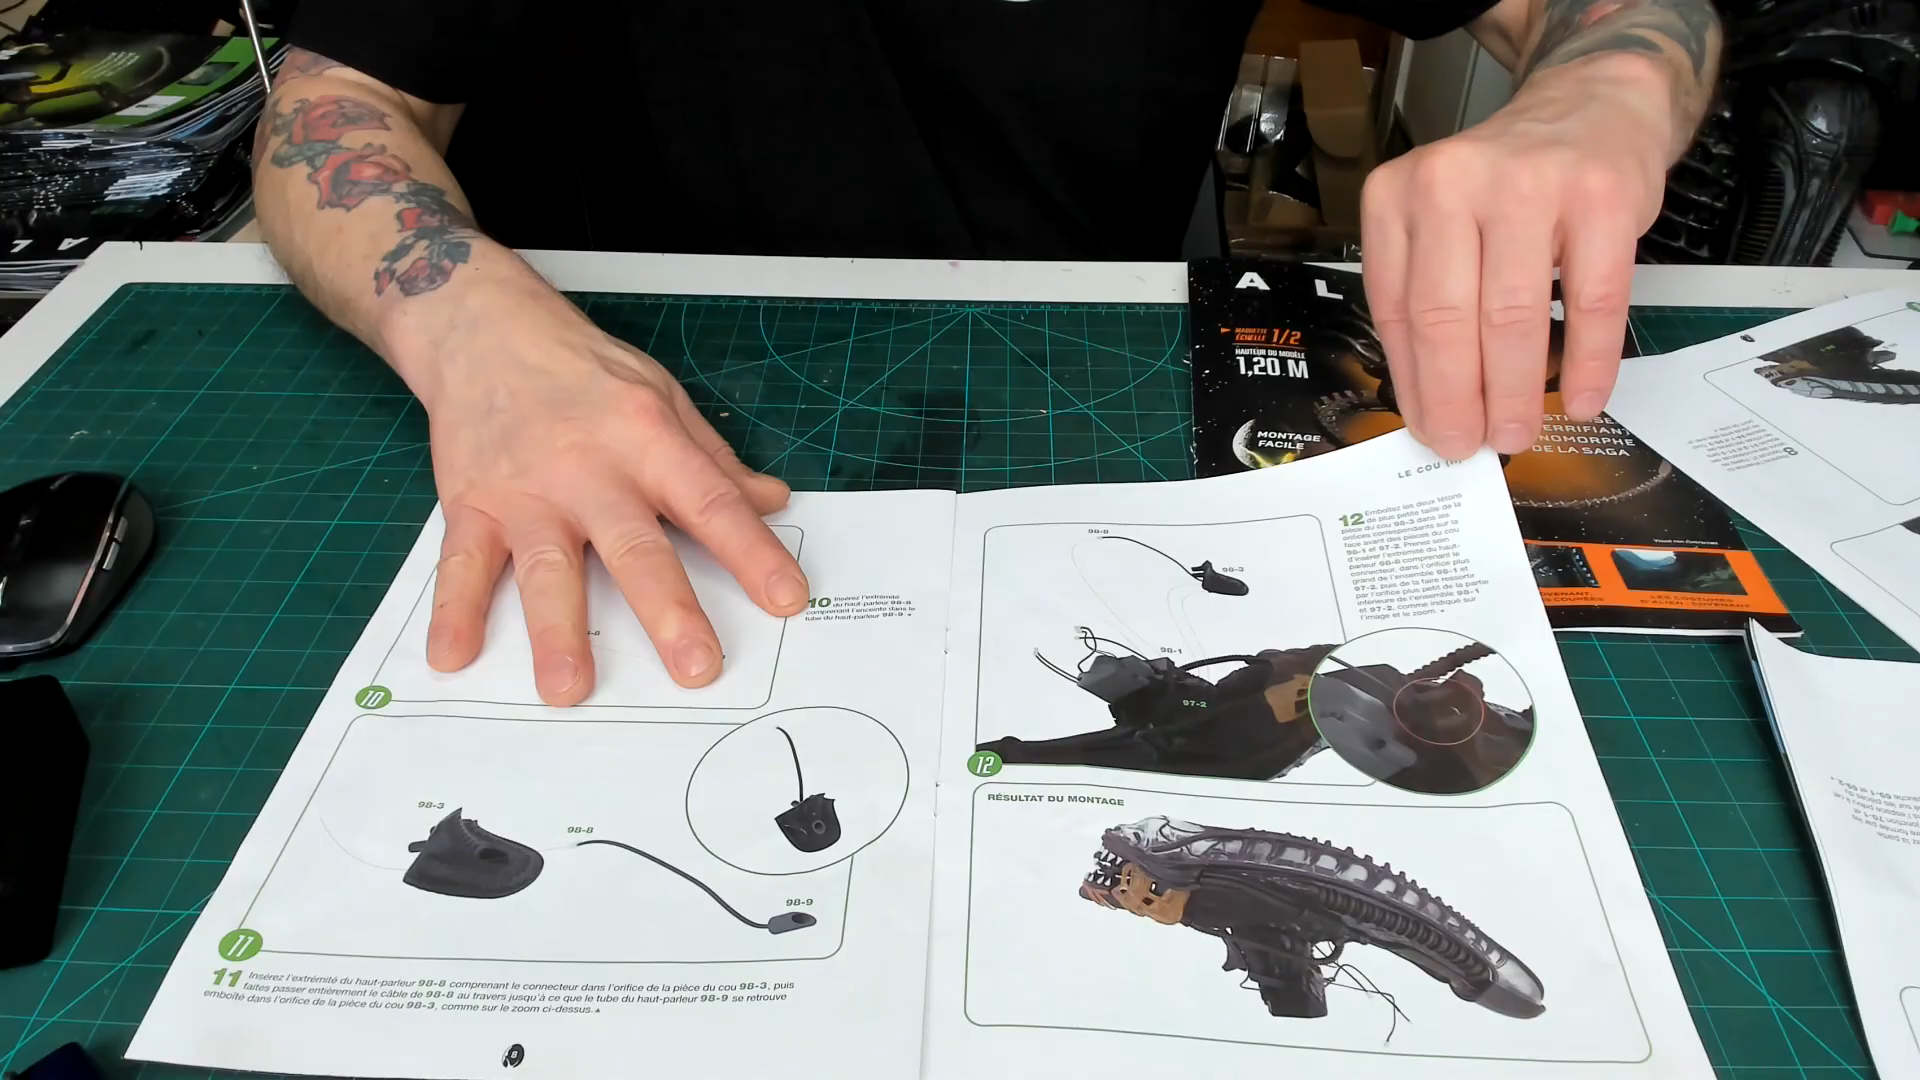 A L
MAQUETTE
ÉCHELLE 1/2
HAUTEUR DU MODÈLE
1,20 M
MONTAGE
FACILE
DE LA SAGA
LES COSTUMES
D'ALIEN : COVENANT
LE COU
10 Insérez l'extrémité
du haut-parleur 98-8
comprenant l'enceinte dans le
tube du haut-parleur 98-9
10
98-3
98-8
98-9
11
11 Insérez l'extrémité du haut-parleur 98-8 comprenant le connecteur dans l'orifice de la pièce du cou 98-3, puis
faites passer entièrement le câble de 98-8 au travers jusqu'à ce que le tube du haut-parleur 98-9 se retrouve
emboîté dans l'orifice de la pièce du cou 98-3, comme sur le zoom ci-dessus.
8
98-8
98-3
98-1
97-2
12
12 Emboîtez les deux tétons
de plus petite taille de la
pièce du cou 98-3 dans les
orifices correspondants sur la
face avant des pièces du cou
98-1 et 97-2. Prenez soin
d'insérer l'extrémité du haut-
parleur 98-8 comprenant le
connecteur, dans l'orifice plus
grand de l'ensemble 98-1 et
97-2, puis de la faire ressortir
par l'orifice plus petit de la partie
inférieure de l'ensemble 98-1
et 97-2, comme indiqué sur
l'image et le zoom.
RÉSULTAT DU MONTAGE